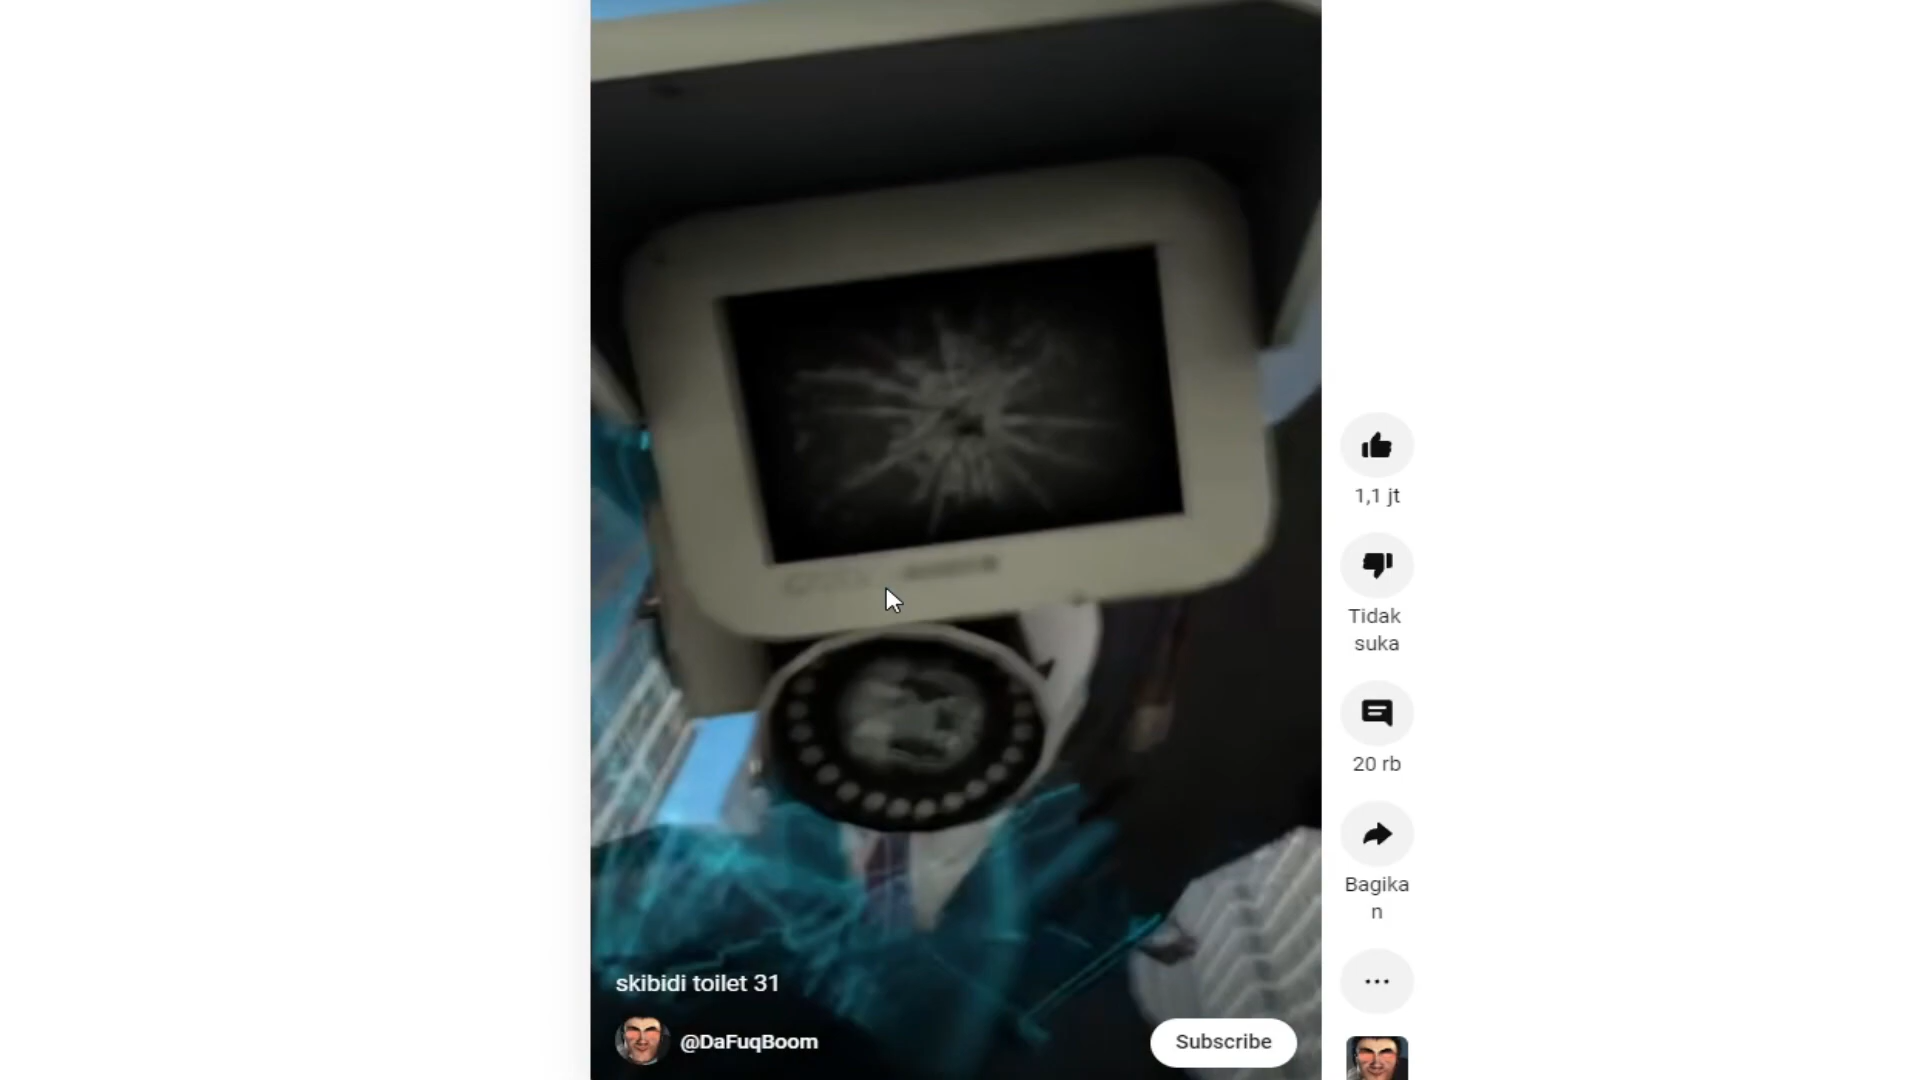 1,1 jt
Tidak
suka
20 rb
Bagika
n
skibidi toilet 31
@DaFuqBoom
Subscribe